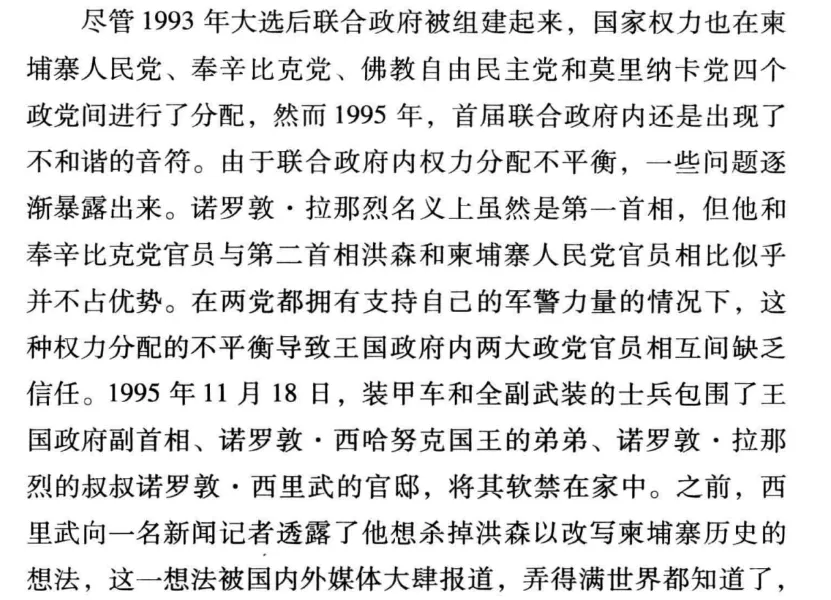 尽管 1993 年大选后联合政府被组建起来，国家权力也在柬
埔寨人民党、奉辛比克党、佛教自由民主党和莫里纳卡党四个
政党间进行了分配，然而 1995 年，首届联合政府内还是出现了
不和谐的音符。由于联合政府内权力分配不平衡，一些问题逐
渐暴露出来。诺罗敦·拉那烈名义上虽然是第一首相，但他和
奉辛比克党官员与第二首相洪森和柬埔寨人民党官员相比似乎
并不占优势。在两党都拥有支持自己的军警力量的情况下，这
种权力分配的不平衡导致王国政府内两大政党官员相互间缺乏
信任。1995 年 11 月 18 日，装甲车和全副武装的士兵包围了王
国政府副首相、诺罗敦·西哈努克国王的弟弟、诺罗敦·拉那
烈的叔叔诺罗敦·西里武的官邸，将其软禁在家中。之前，西
里武向一名新闻记者透露了他想杀掉洪森以改写柬埔寨历史的
想法，这一想法被国内外媒体大肆报道，弄得满世界都知道了，